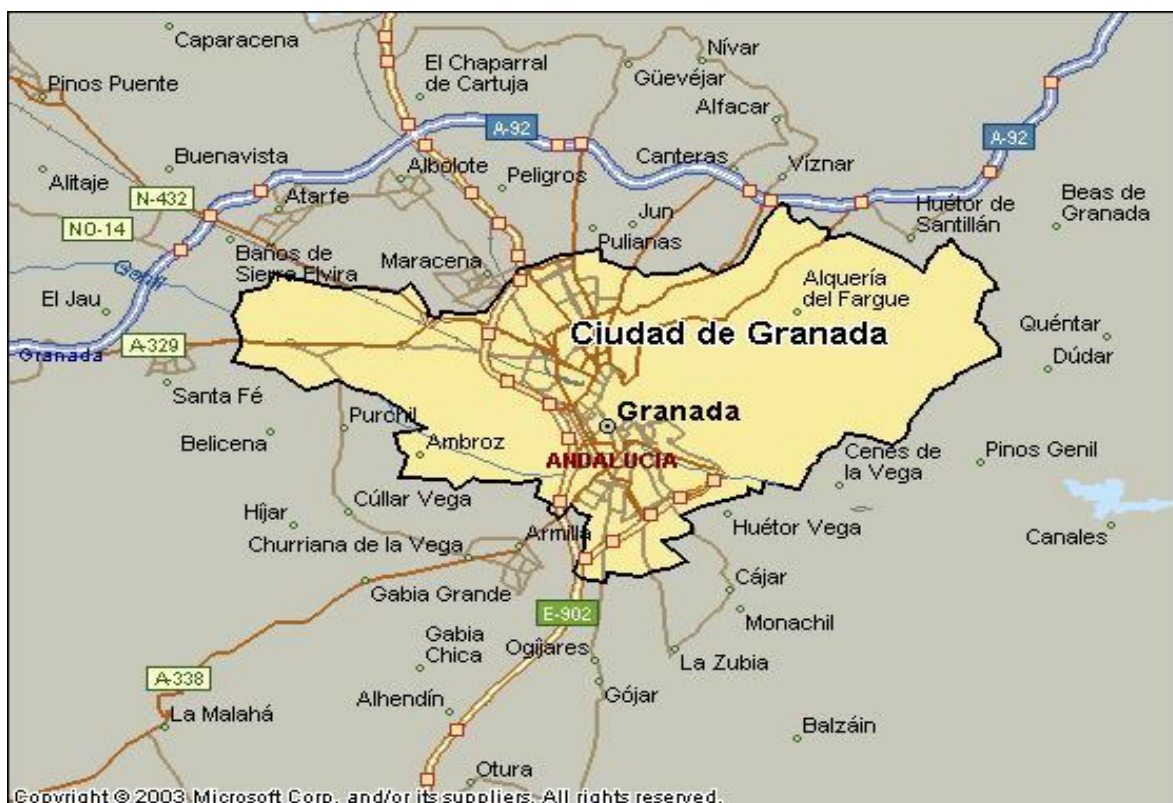 Caparacena
Nívar
El Chaparral
de Cartuja
Güevéjar
Pinos Puente
Alfacar
A-92
A-92
Buenavista
Albolote
Canteras
Víznar
Alitaje
Peligros
N-432
Atarfe
Beas de
Granada
Jun
Huétor de
Santillán
NO-14
Pulianas
Baños de
Sierra Elvira
Maracena
Genil
Alquería
del Fargue
El Jau
Ciudad de Granada
Quéntar
A-329
Granada
Dúdar
Santa Fé
Purchil
Granada
Belicena
Ambroz
ANDALUCIA
Cenes de
la Vega
Pinos Genil
Cúllar Vega
Híjar
Huétor Vega
Armilla
Canales
Churriana de la Vega
Cájar
Gabia Grande
E-902
Monachil
Gabia
Chica
Ogíjares
La Zubia
A-338
Gójar
Alhendín
La Malahá
Balzáin
Otura
Copyright © 2003 Microsoft Corp. and/or its suppliers. All rights reserved.